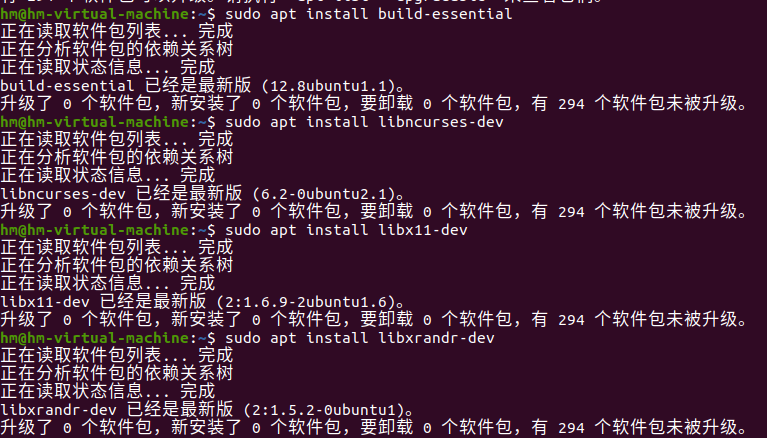 hm@hm-virtual-machine:~$ sudo apt install build-essential
正在读取软件包列表... 完成
正在分析软件包的依赖关系树
正在读取状态信息... 完成
build-essential 已经是最新版 (12.8ubuntu1.1)。
升级了 0 个软件包，新安装了 0 个软件包，要卸载 0 个软件包，有 294 个软件包未被升级。
hm@hm-virtual-machine:~$ sudo apt install libncurses-dev
正在读取软件包列表... 完成
正在分析软件包的依赖关系树
正在读取状态信息... 完成
libncurses-dev 已经是最新版 (6.2-0ubuntu2.1)。
升级了 0 个软件包，新安装了 0 个软件包，要卸载 0 个软件包，有 294 个软件包未被升级。
hm@hm-virtual-machine:~$ sudo apt install libx11-dev
正在读取软件包列表... 完成
正在分析软件包的依赖关系树
正在读取状态信息... 完成
libx11-dev 已经是最新版 (2:1.6.9-2ubuntu1.6)。
升级了 0 个软件包，新安装了 0 个软件包，要卸载 0 个软件包，有 294 个软件包未被升级。
hm@hm-virtual-machine:~$ sudo apt install libxrandr-dev
正在读取软件包列表... 完成
正在分析软件包的依赖关系树
正在读取状态信息... 完成
libxrandr-dev 已经是最新版 (2:1.5.2-0ubuntu1)。
升级了 0 个软件包，新安装了 0 个软件包，要卸载 0 个软件包，有 294 个软件包未被升级。